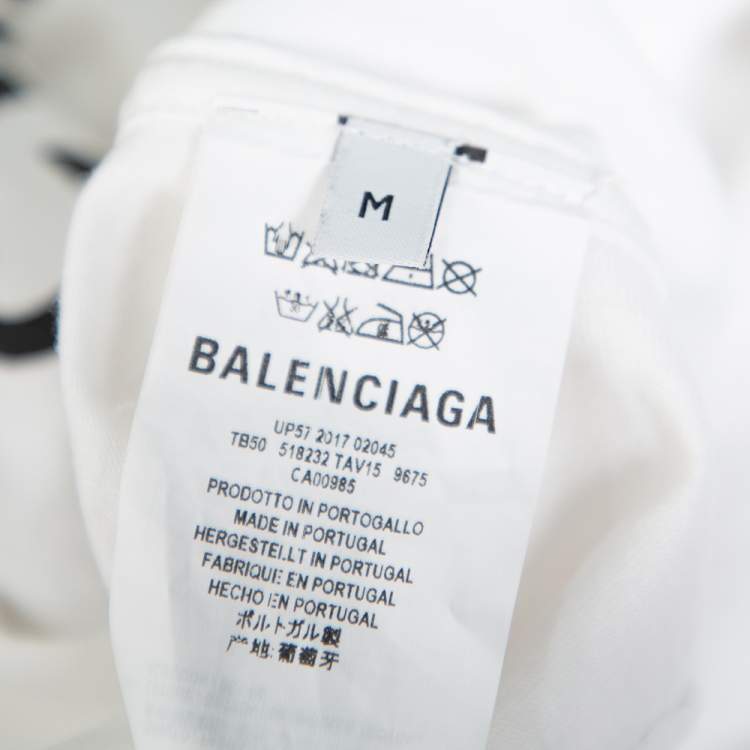 M
BALENCIAGA
UP57 2017 02045
TB50 518232 TAV15 9675
CA00985
PRODOTTO IN PORTOGALLO
MADE IN PORTUGAL
HERGESTELLT IN PORTUGAL
FABRIQUE EN PORTUGAL
HECHO EN PORTUGAL
ポルトガル製
产地:葡萄牙